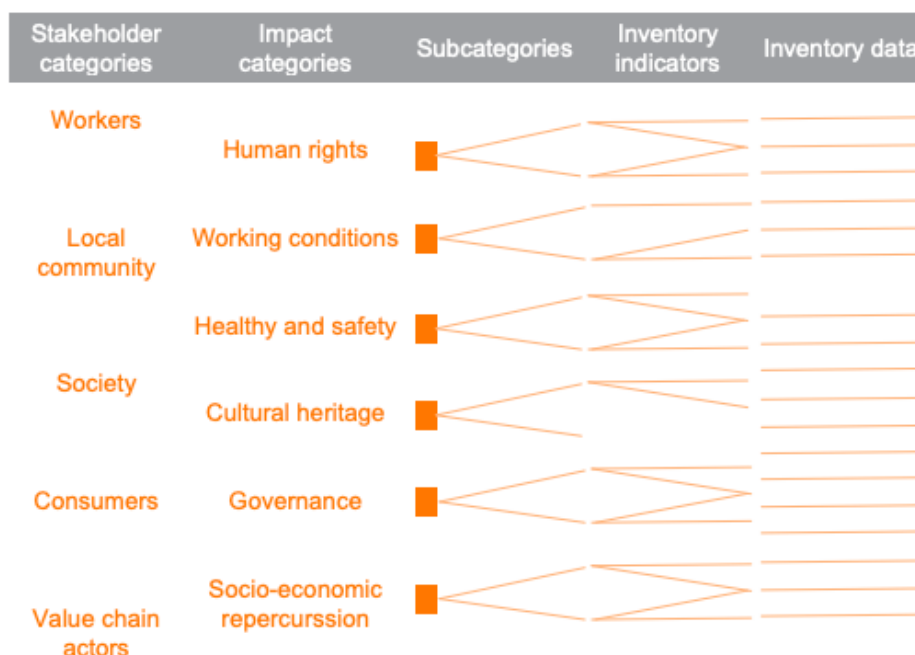 Stakeholder
categories
Impact
categories
Subcategories
Inventory
indicators
Inventory data
Workers
Human rights
Local
community
Working conditions
Healthy and safety
Society
Cultural heritage
Consumers
Governance
Socio-economic
repercurssion
Value chain
actors